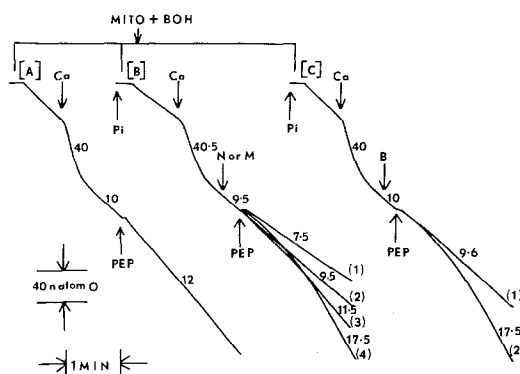 MITO + BOH
[A] Ca [B] Ca [C] Ca
Pi Pi
40 40·5 40
N or M B
10 9·5 10
PEP PEP PEP
12 7·5 9·6
(1) (1)
9·5
(2)
11·5
(3)
17·5 17·5
(4) (2
40 natom O
1 MIN